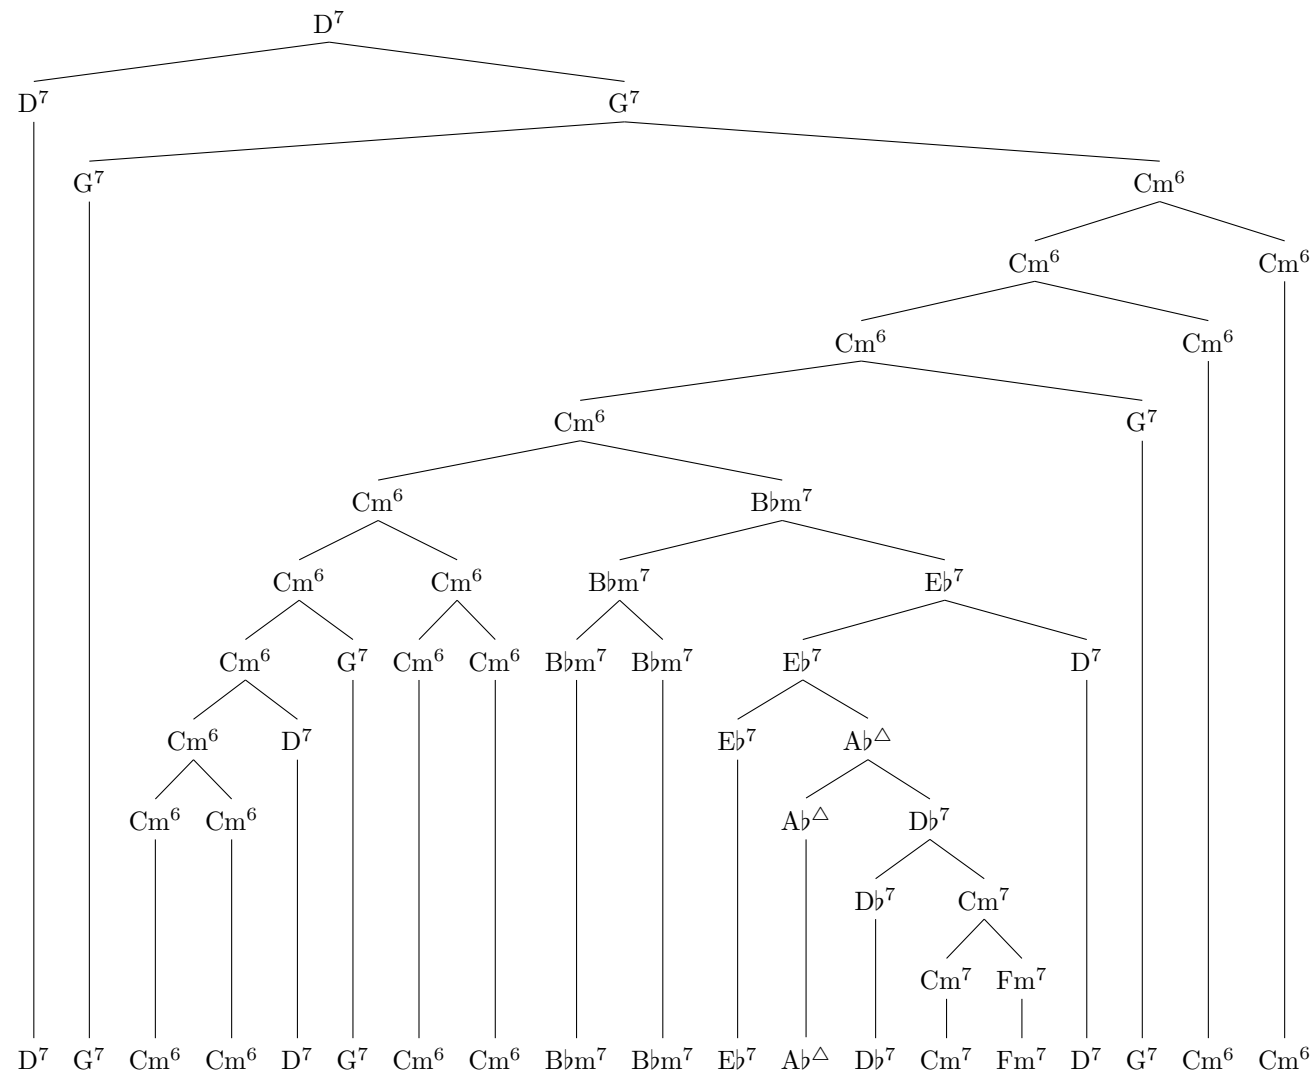 D⁷
D⁷ G⁷
G⁷ Cm⁶
Cm⁶ Cm⁶
Cm⁶ Cm⁶
Cm⁶ G⁷
Cm⁶ B♭m⁷
Cm⁶ Cm⁶ B♭m⁷ E♭⁷
Cm⁶ G⁷ Cm⁶ Cm⁶ B♭m⁷ B♭m⁷ E♭⁷ D⁷
Cm⁶ D⁷ E♭⁷ A♭△
Cm⁶ Cm⁶ A♭△ D♭⁷
D♭⁷ Cm⁷
Cm⁷ Fm⁷
D⁷ G⁷ Cm⁶ Cm⁶ D⁷ G⁷ Cm⁶ Cm⁶ B♭m⁷ B♭m⁷ E♭⁷ A♭△ D♭⁷ Cm⁷ Fm⁷ D⁷ G⁷ Cm⁶ Cm⁶